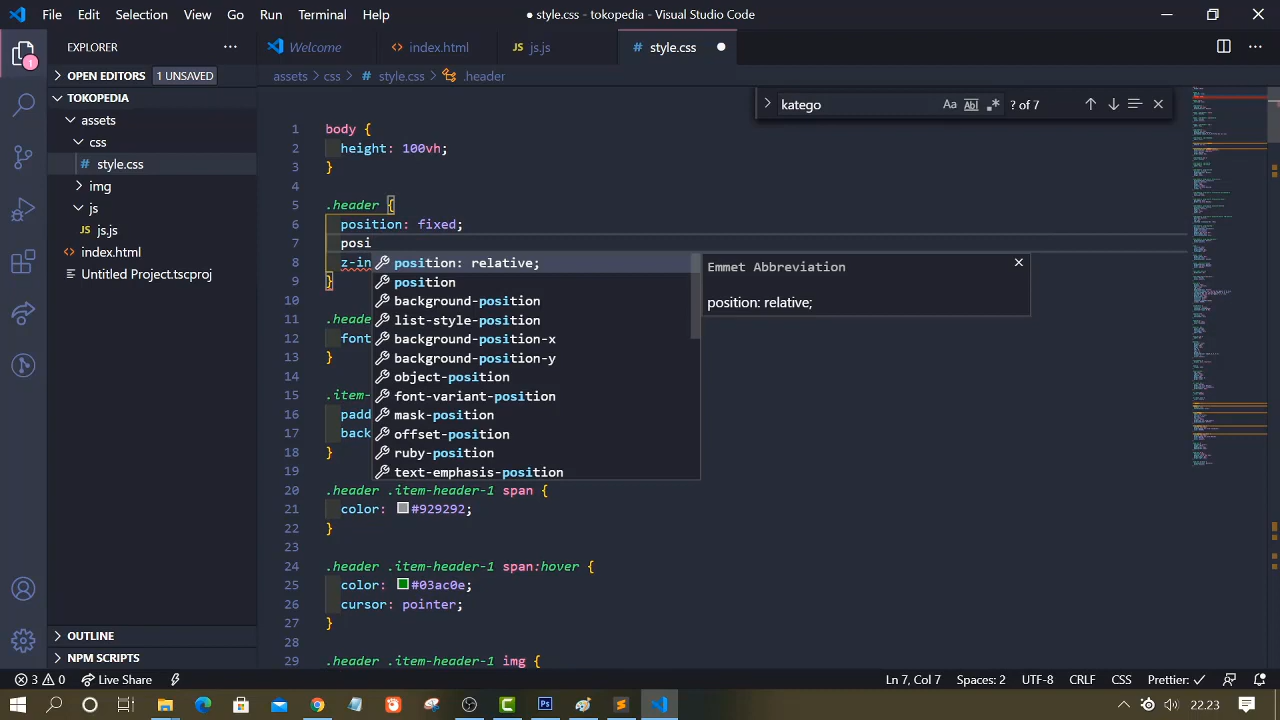 File Edit Selection View Go Run Terminal Help
● style.css - tokopedia - Visual Studio Code
EXPLORER
Welcome
index.html
js.js
style.css
OPEN EDITORS 1 UNSAVED
assets > css > # style.css > .header
TOKOPEDIA
assets
css
style.css
img
js
js.js
index.html
Untitled Project.tscproj
katego
Aa Abl .* ? of 7
1 body {
2 height: 100vh;
3 }
4
5 .header {
6 position: fixed;
7 posi
8 z-in
9 }
10
11 .heade
12 font
13 }
14
15 .item-
16 padd
17 back
18 }
19
20 .header .item-header-1 span {
21 color: #929292;
22 }
23
24 .header .item-header-1 span:hover {
25 color: #03ac0e;
26 cursor: pointer;
27 }
28
29 .header .item-header-1 img {
position: relative;
position
background-position
list-style-position
background-position-x
background-position-y
object-position
font-variant-position
mask-position
offset-position
ruby-position
text-emphasis-position
Emmet Abbreviation
position: relative;
OUTLINE
NPM SCRIPTS
3 0 Live Share
Ln 7, Col 7 Spaces: 2 UTF-8 CRLF CSS Prettier: ✓
22.23